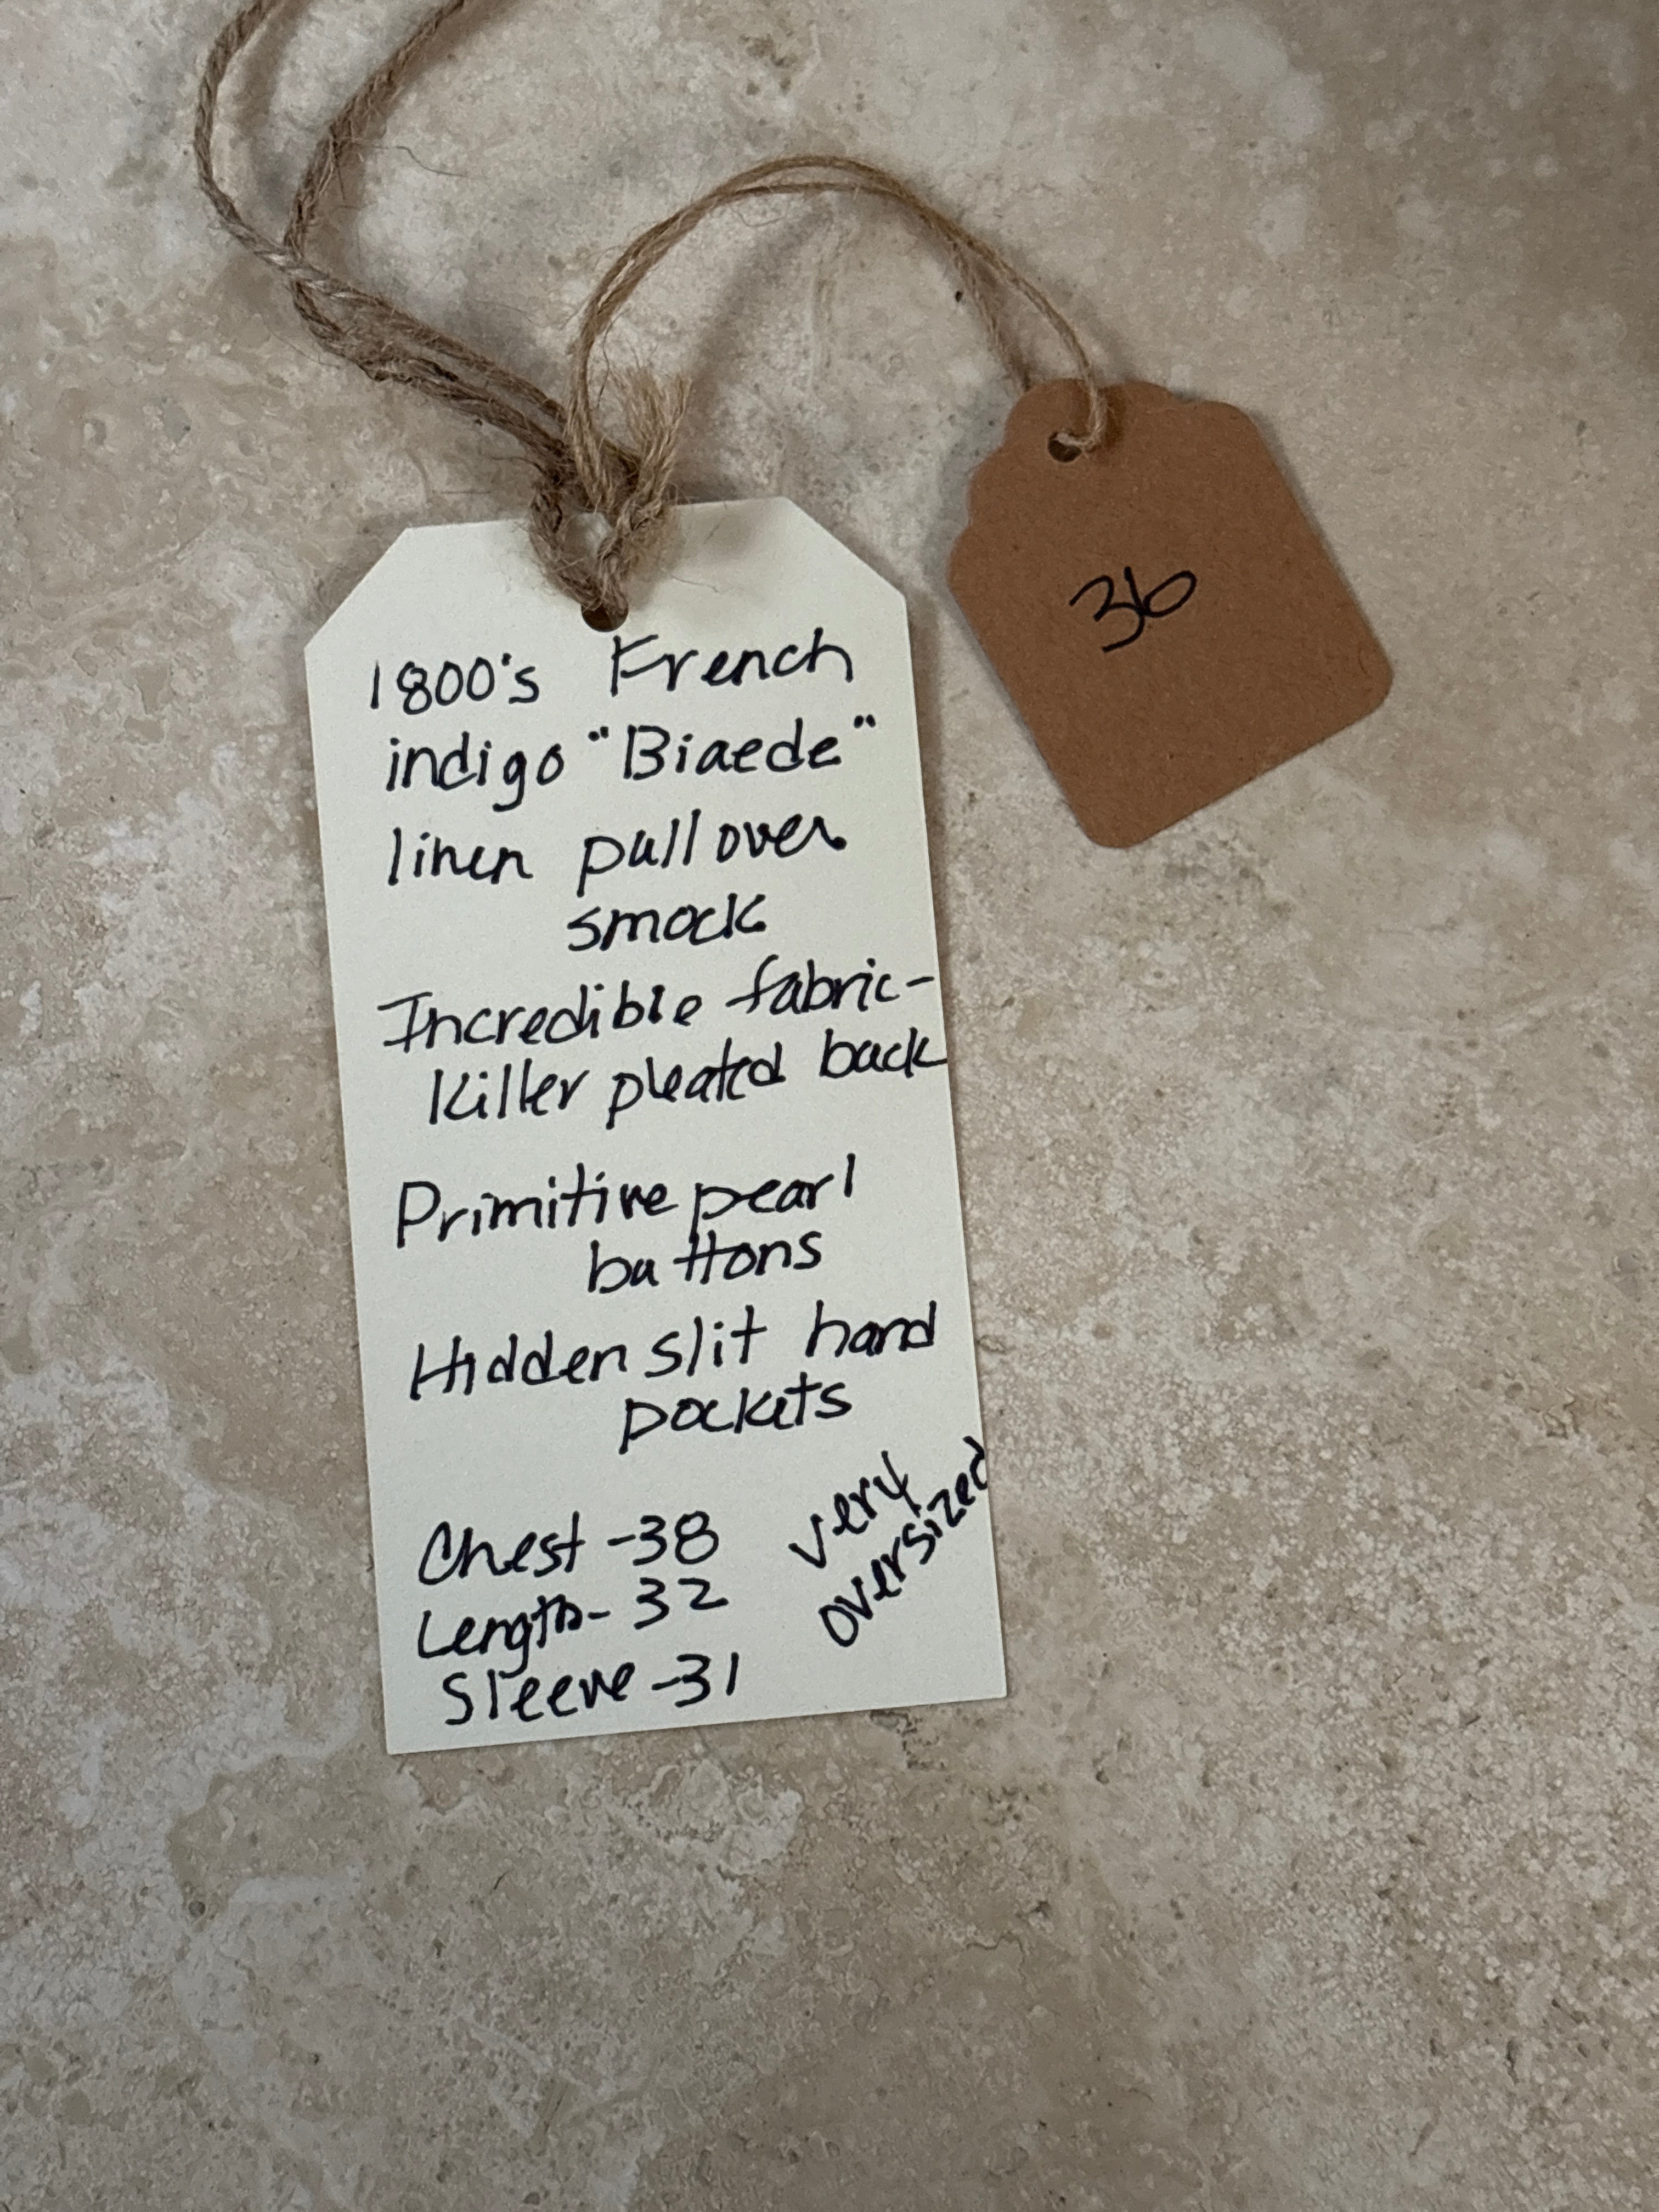 1800's French
indigo "Biaede"
linen pullover
smock
Incredible fabric-
Killer pleated back
Primitive pearl
buttons
Hidden slit hand
pockets
Chest -38
Length- 32
Sleeve -31
very
oversized
36